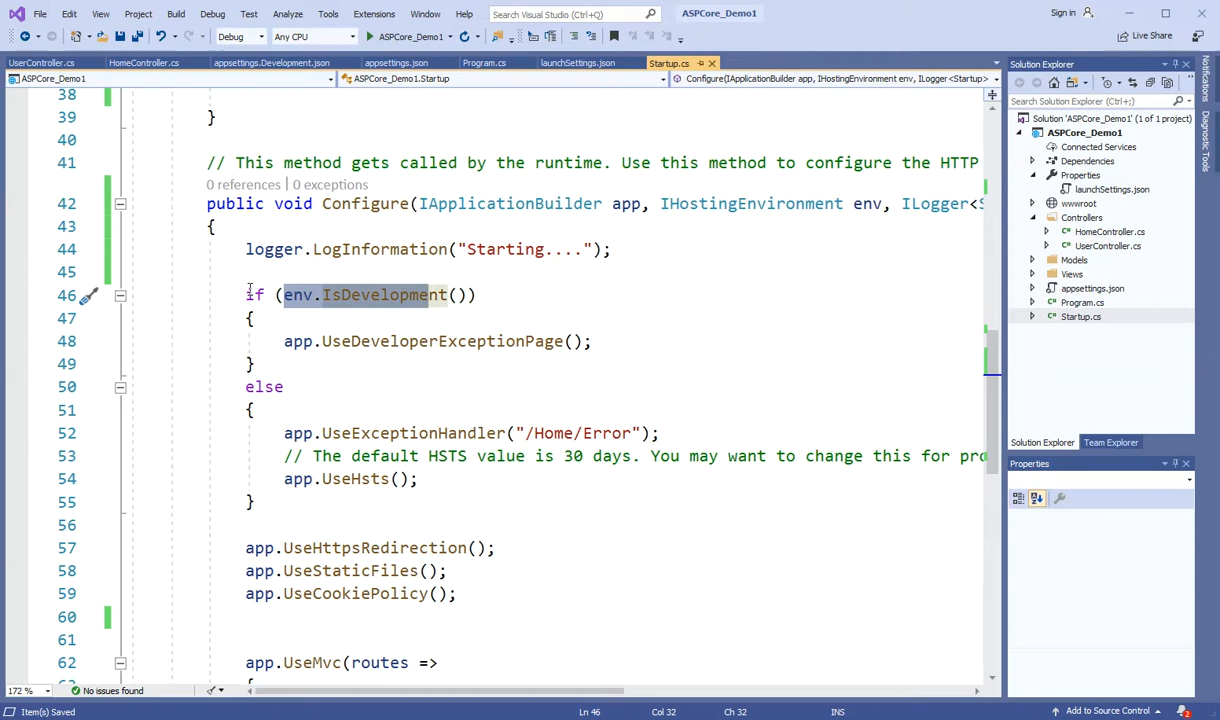 File Edit View Project Build Debug Test Analyze Tools Extensions Window Help Search Visual Studio (Ctrl+Q) ASPCore_Demo1 Sign in
Debug Any CPU ASPCore_Demo1 Live Share
UserController.cs HomeController.cs appsettings.Development.json appsettings.json Program.cs launchSettings.json Startup.cs
ASPCore_Demo1 ASPCore_Demo1.Startup Configure(IApplicationBuilder app, IHostingEnvironment env, ILogger<Startup>
38
39 }
40
41 // This method gets called by the runtime. Use this method to configure the HTTP
0 references | 0 exceptions
42 public void Configure(IApplicationBuilder app, IHostingEnvironment env, ILogger<S
43 {
44 logger.LogInformation("Starting....");
45
46 if (env.IsDevelopment())
47 {
48 app.UseDeveloperExceptionPage();
49 }
50 else
51 {
52 app.UseExceptionHandler("/Home/Error");
53 // The default HSTS value is 30 days. You may want to change this for pro
54 app.UseHsts();
55 }
56
57 app.UseHttpsRedirection();
58 app.UseStaticFiles();
59 app.UseCookiePolicy();
60
61
62 app.UseMvc(routes =>
172 % No issues found
Item(s) Saved Ln 46 Col 32 Ch 32 INS Add to Source Control 2
Solution Explorer
Search Solution Explorer (Ctrl+;)
Solution 'ASPCore_Demo1' (1 of 1 project)
ASPCore_Demo1
Connected Services
Dependencies
Properties
launchSettings.json
wwwroot
Controllers
HomeController.cs
UserController.cs
Models
Views
appsettings.json
Program.cs
Startup.cs
Solution Explorer Team Explorer
Properties
Notifications
Diagnostic Tools